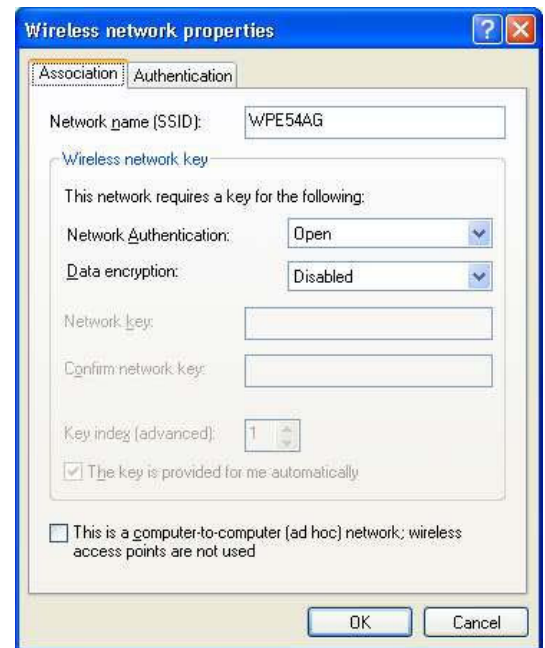 Wireless network properties
Association Authentication
Network name (SSID): WPE54AG
Wireless network key
This network requires a key for the following:
Network Authentication: Open
Data encryption: Disabled
Network key:
Confirm network key:
Key index (advanced): 1
The key is provided for me automatically
This is a computer-to-computer (ad hoc) network; wireless
access points are not used
OK Cancel